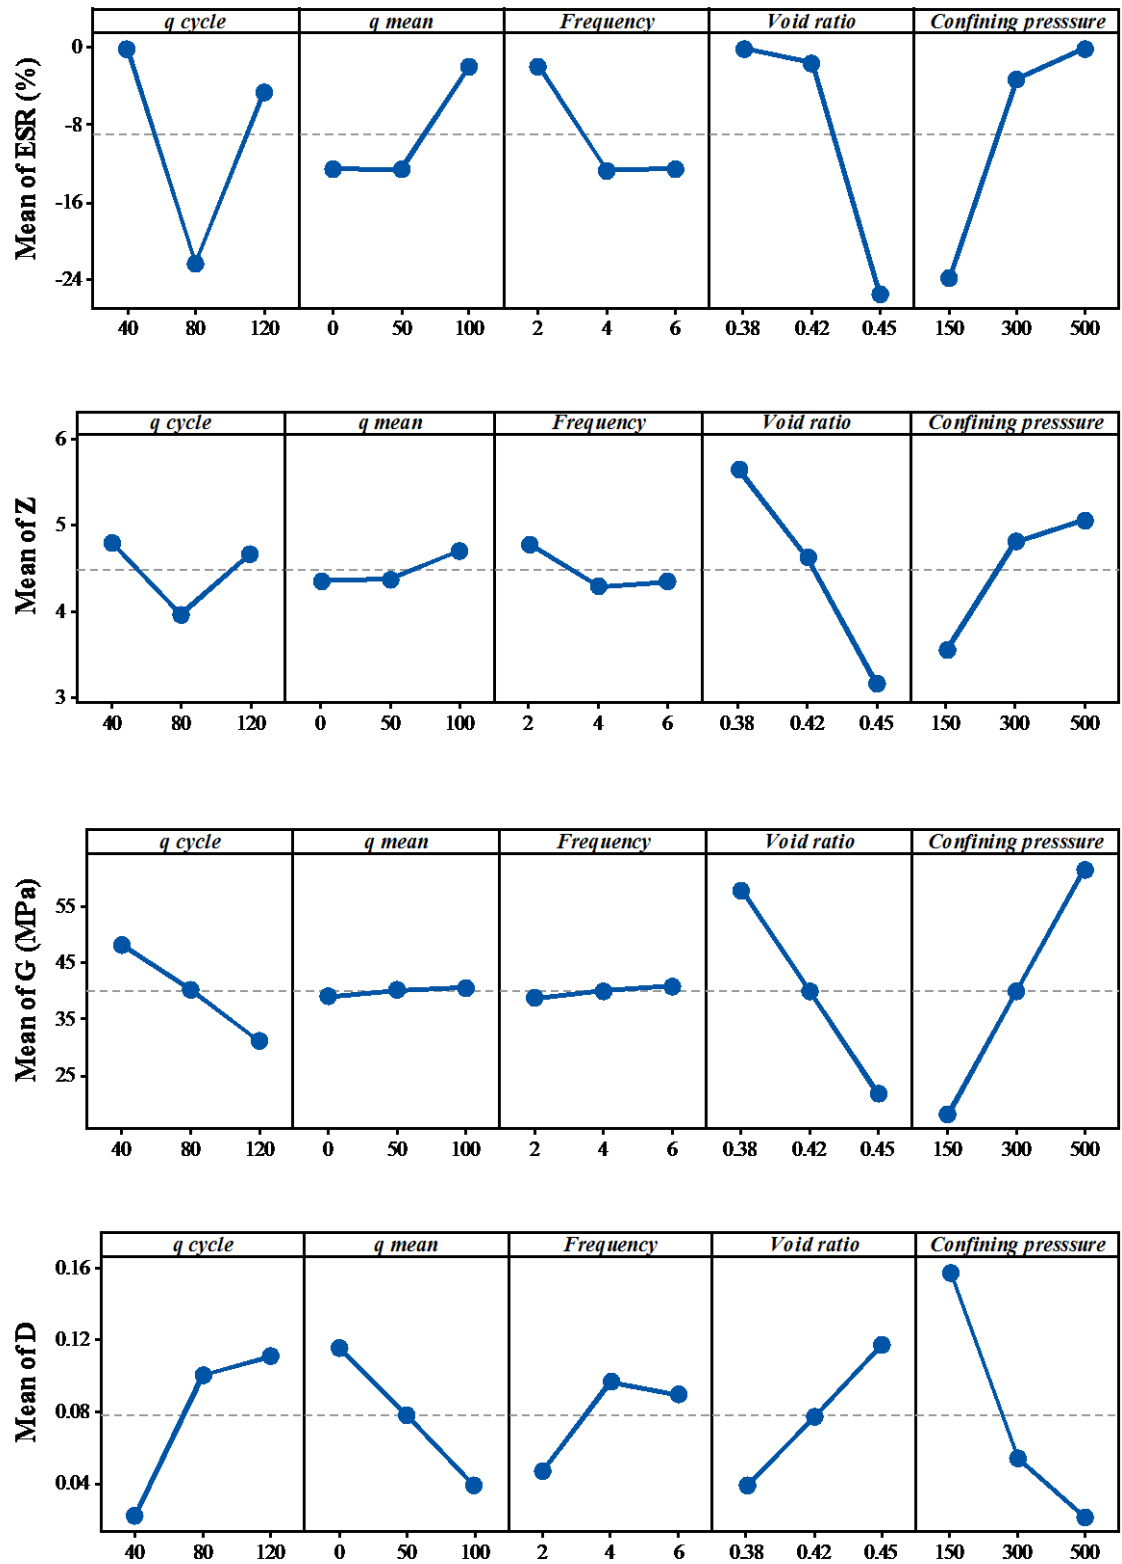 q cycle q mean Frequency Void ratio Confining presssure
Mean of ESR (%)
0
-8
-16
-24
40 80 120 0 50 100 2 4 6 0.38 0.42 0.45 150 300 500
q cycle q mean Frequency Void ratio Confining presssure
Mean of Z
6
5
4
3
40 80 120 0 50 100 2 4 6 0.38 0.42 0.45 150 300 500
q cycle q mean Frequency Void ratio Confining presssure
Mean of G (MPa)
55
45
35
25
40 80 120 0 50 100 2 4 6 0.38 0.42 0.45 150 300 500
q cycle q mean Frequency Void ratio Confining presssure
Mean of D
0.16
0.12
0.08
0.04
40 80 120 0 50 100 2 4 6 0.38 0.42 0.45 150 300 500